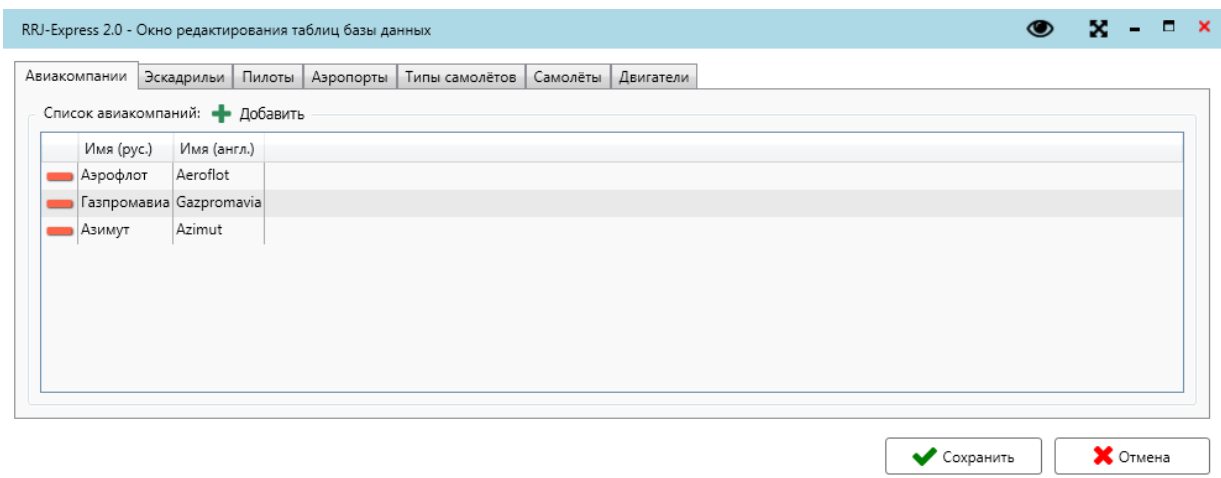 RRJ-Express 2.0 - Окно редактирования таблиц базы данных
Авиакомпании Эскадрильи Пилоты Аэропорты Типы самолётов Самолёты Двигатели
Список авиакомпаний: Добавить
Имя (рус.) Имя (англ.)
Аэрофлот Aeroflot
Газпромавиа Gazpromavia
Азимут Azimut
Сохранить Отмена